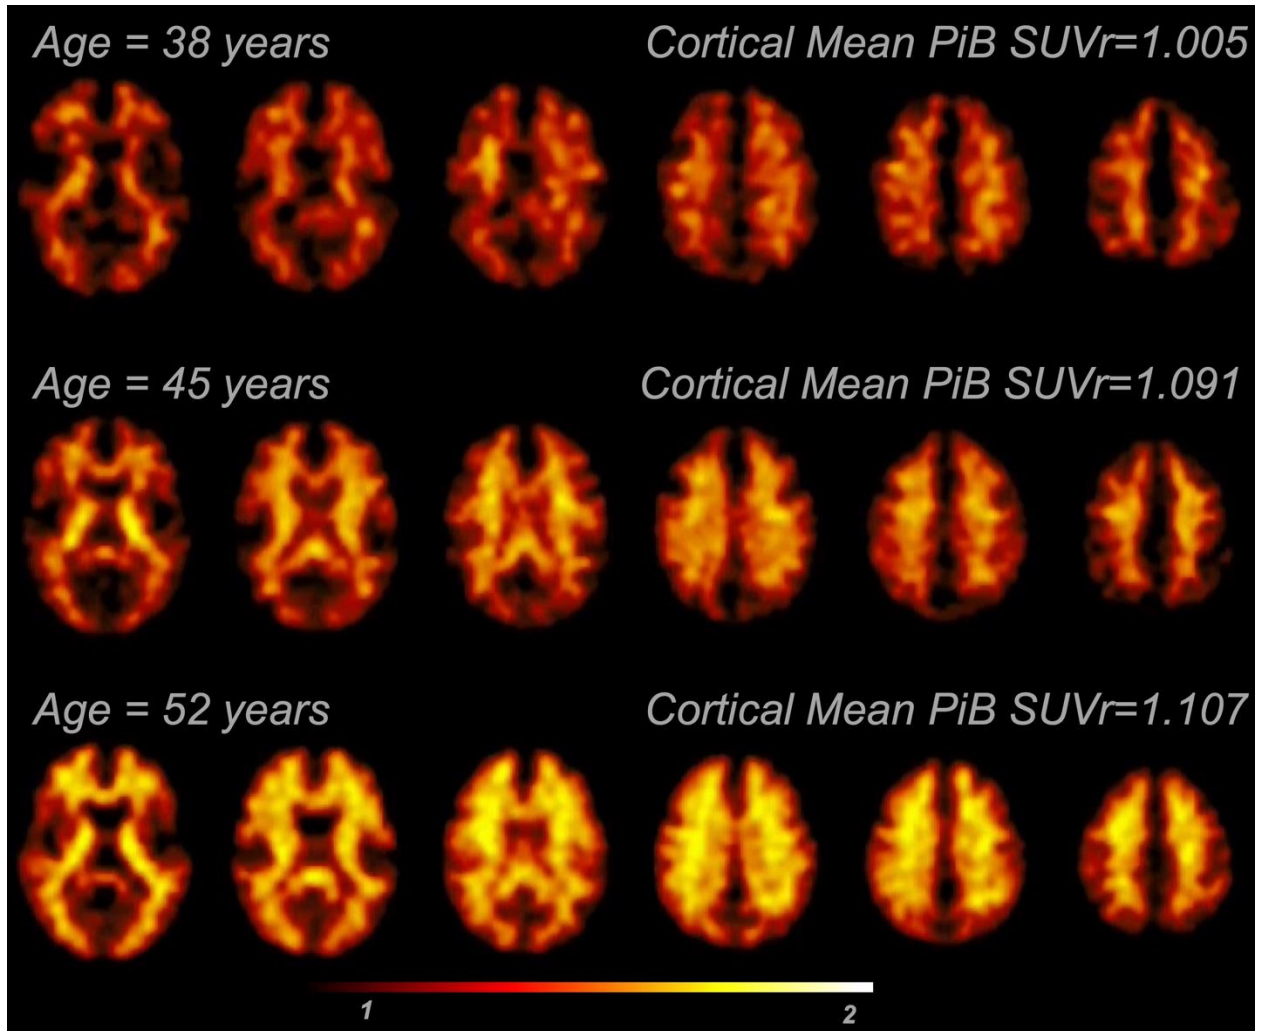 Age = 38 years Cortical Mean PiB SUVr=1.005
Age = 45 years Cortical Mean PiB SUVr=1.091
Age = 52 years Cortical Mean PiB SUVr=1.107
1 2